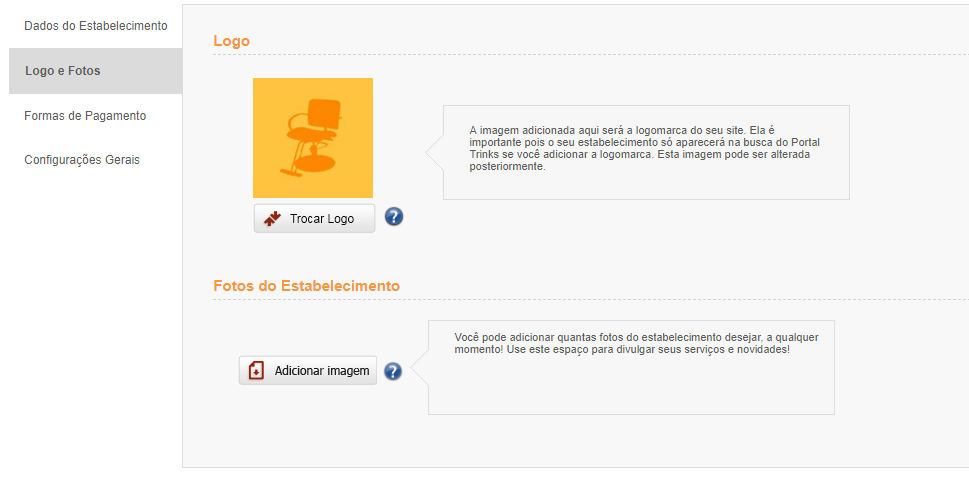 Dados do Estabelecimento
Logo e Fotos
Formas de Pagamento
Configurações Gerais
Logo
A imagem adicionada aqui será a logomarca do seu site. Ela é
importante pois o seu estabelecimento só aparecerá na busca do Portal
Trinks se você adicionar a logomarca. Esta imagem pode ser alterada
posteriormente.
Trocar Logo
?
Fotos do Estabelecimento
Você pode adicionar quantas fotos do estabelecimento desejar, a qualquer
momento! Use este espaço para divulgar seus serviços e novidades!
Adicionar imagem
?